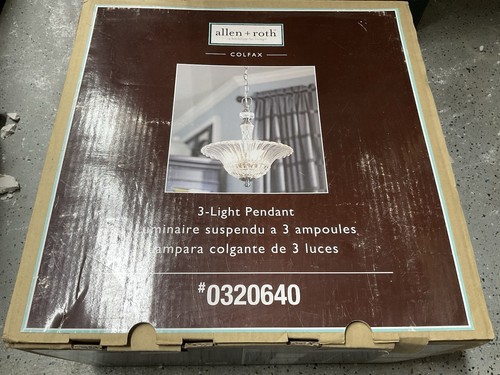 allen + roth
COLFAX
3-Light Pendant
uminaire suspendu a 3 ampoules
ampara colgante de 3 luces
#0320640